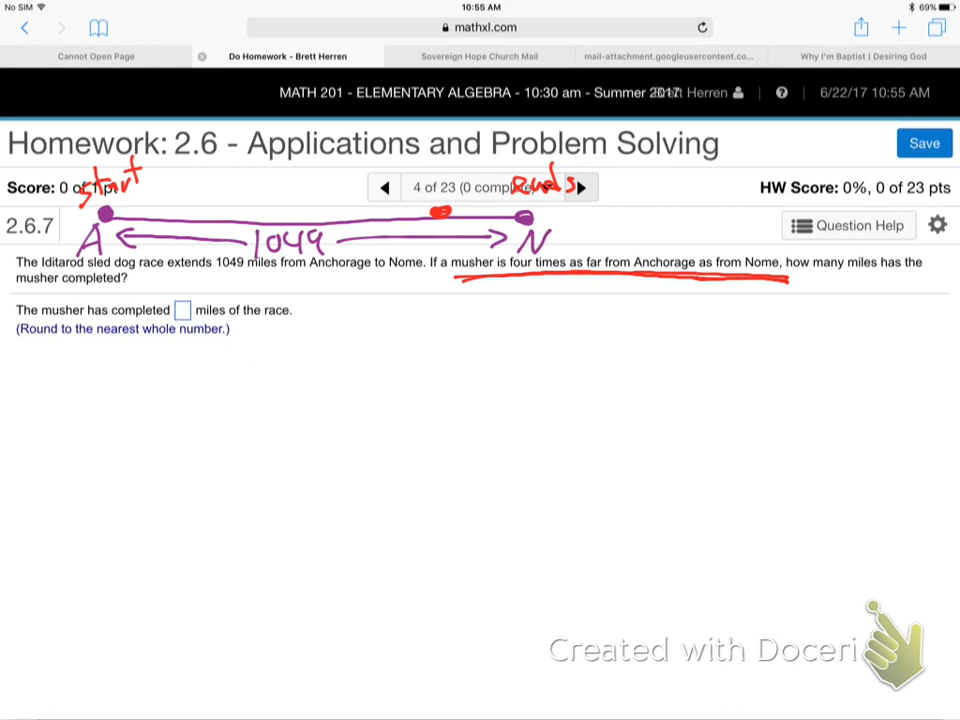 No SIM 10:55 AM 69%
mathxl.com
Cannot Open Page Do Homework - Brett Herren Sovereign Hope Church Mail mail-attachment.googleusercontent.co... Why I'm Baptist | Desiring God
MATH 201 - ELEMENTARY ALGEBRA - 10:30 am - Summer 2017 Herren ? 6/22/17 10:55 AM
Homework: 2.6 - Applications and Problem Solving Save
Score: 0 of 1 pt 4 of 23 (0 HW Score: 0%, 0 of 23 pts
start ends
2.6.7 Question Help
A 1049 N
The Iditarod sled dog race extends 1049 miles from Anchorage to Nome. If a musher is four times as far from Anchorage as from Nome, how many miles has the
musher completed?
The musher has completed miles of the race.
(Round to the nearest whole number.)
Created with Doceri